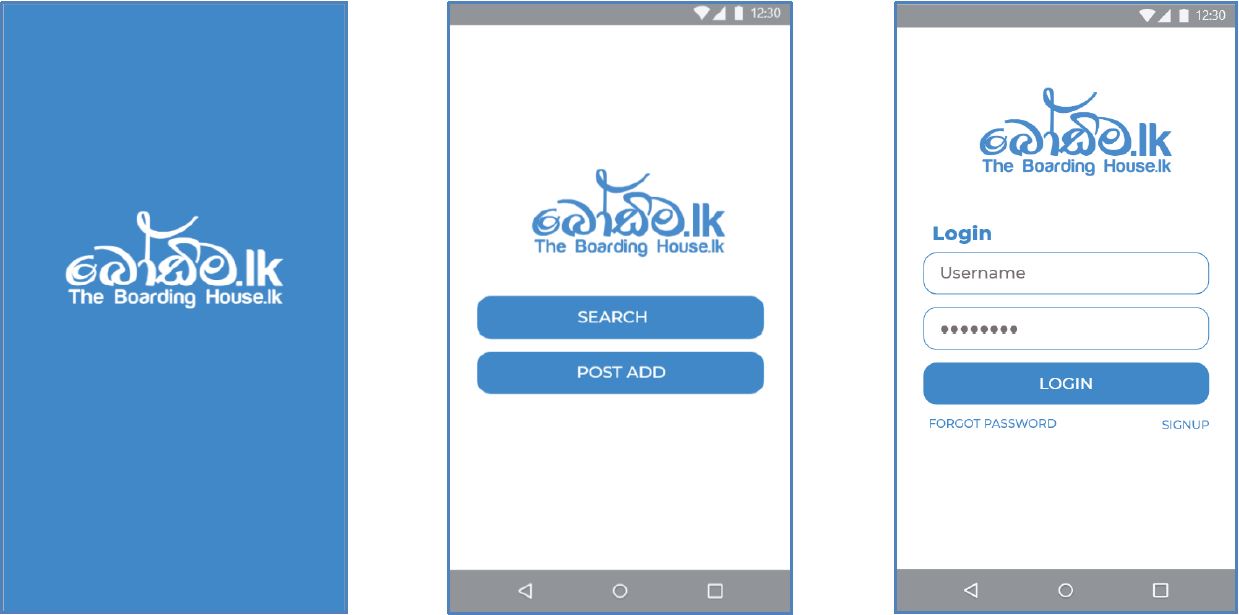 බෝඩිම.lk
The Boarding House.lk
12:30
බෝඩිම.lk
The Boarding House.lk
SEARCH
POST ADD
12:30
බෝඩිම.lk
The Boarding House.lk
Login
Username
LOGIN
FORGOT PASSWORD
SIGNUP